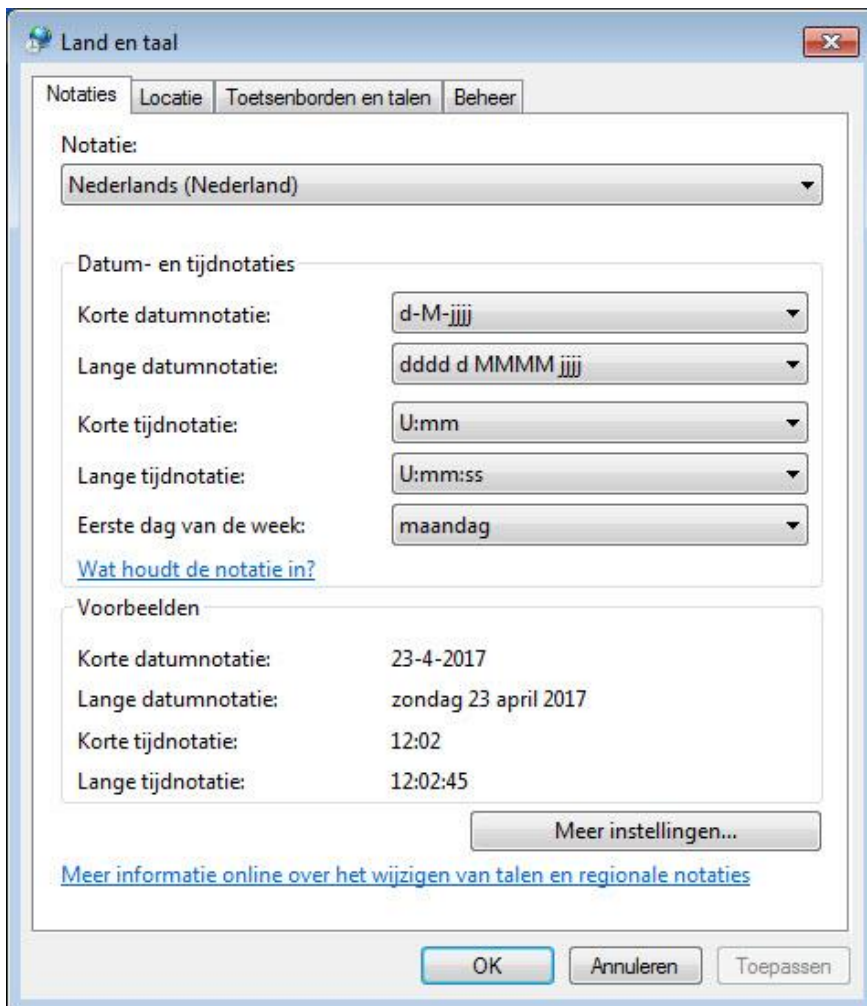 Land en taal
Notaties Locatie Toetsenborden en talen Beheer
Notatie:
Nederlands (Nederland)
Datum- en tijdnotaties
Korte datumnotatie: d-M-jjjj
Lange datumnotatie: dddd d MMMM jjjj
Korte tijdnotatie: U:mm
Lange tijdnotatie: U:mm:ss
Eerste dag van de week: maandag
Wat houdt de notatie in?
Voorbeelden
Korte datumnotatie: 23-4-2017
Lange datumnotatie: zondag 23 april 2017
Korte tijdnotatie: 12:02
Lange tijdnotatie: 12:02:45
Meer instellingen...
Meer informatie online over het wijzigen van talen en regionale notaties
OK Annuleren Toepassen